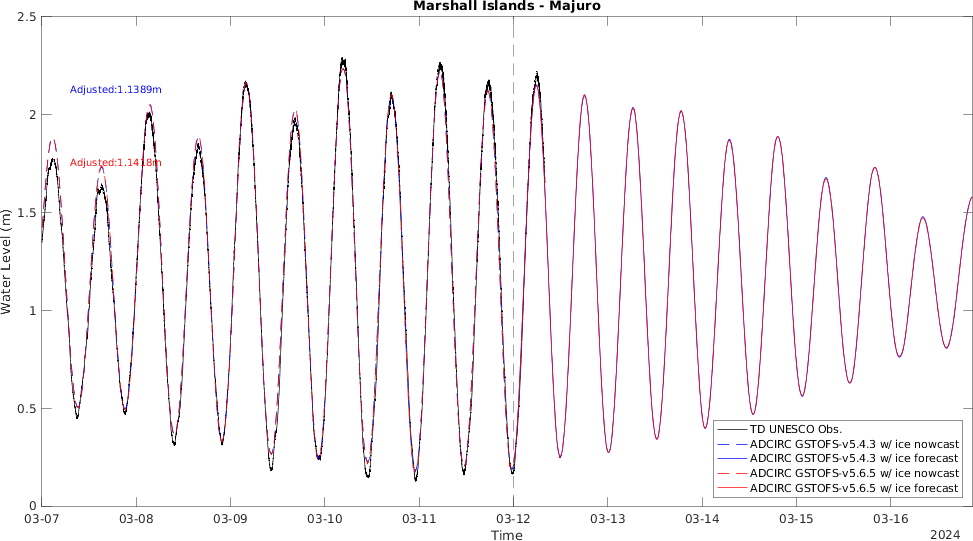 Marshall Islands - Majuro
Water Level (m)
2.5
2
1.5
1
0.5
0
Adjusted:1.1389m
Adjusted:1.1418m
TD UNESCO Obs.
ADCIRC GSTOFS-v5.4.3 w/ ice nowcast
ADCIRC GSTOFS-v5.4.3 w/ ice forecast
ADCIRC GSTOFS-v5.6.5 w/ ice nowcast
ADCIRC GSTOFS-v5.6.5 w/ ice forecast
03-07 03-08 03-09 03-10 03-11 03-12 03-13 03-14 03-15 03-16
Time
2024